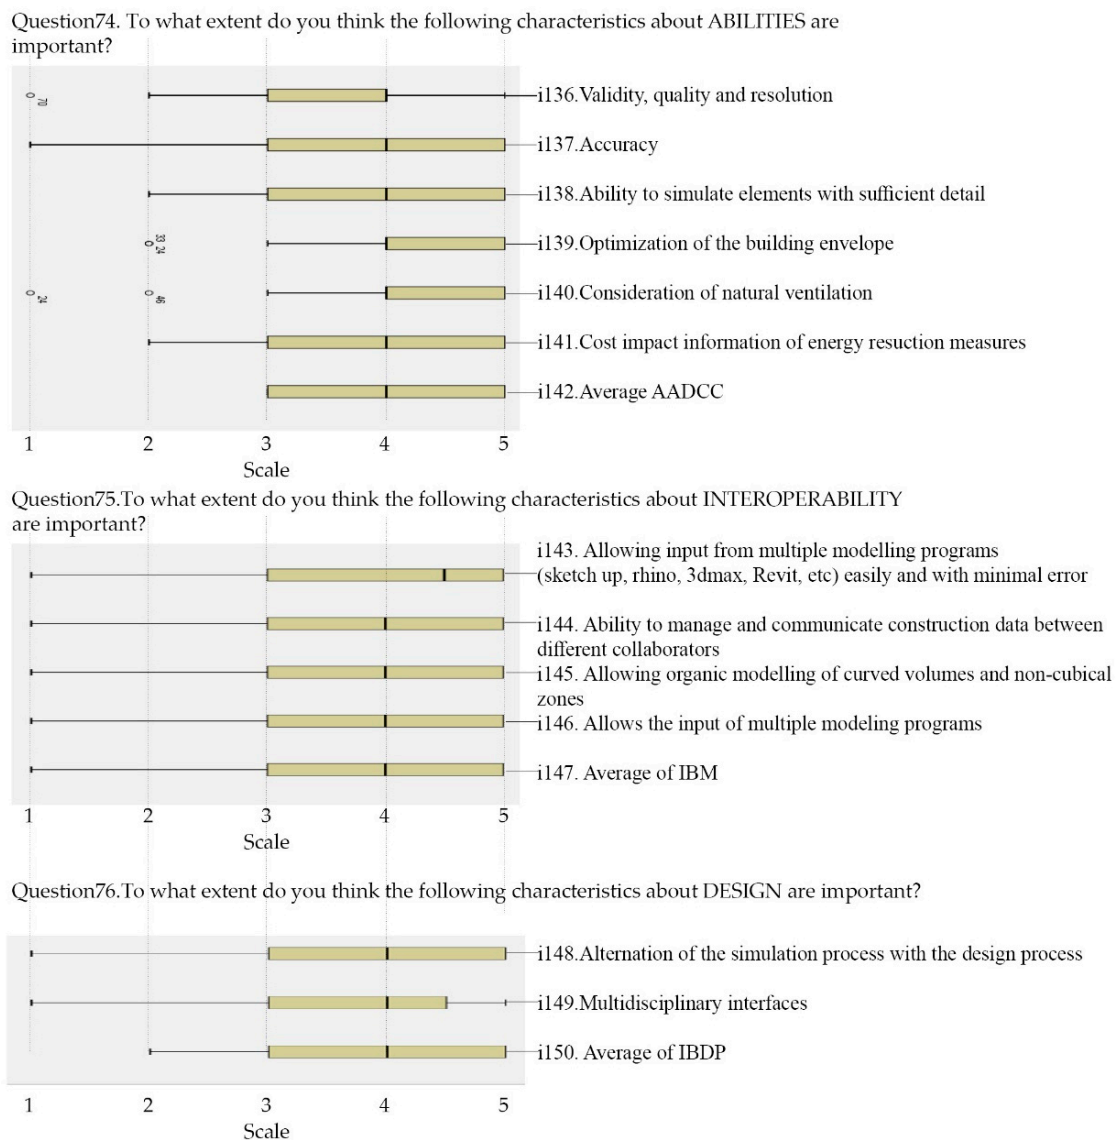 Question74. To what extent do you think the following characteristics about ABILITIES are
important?
70
i136.Validity, quality and resolution
i137.Accuracy
i138.Ability to simulate elements with sufficient detail
33 24
i139.Optimization of the building envelope
24
46
i140.Consideration of natural ventilation
i141.Cost impact information of energy resuction measures
i142.Average AADCC
1 2 3 4 5
Scale
Question75.To what extent do you think the following characteristics about INTEROPERABILITY
are important?
i143. Allowing input from multiple modelling programs
(sketch up, rhino, 3dmax, Revit, etc) easily and with minimal error
i144. Ability to manage and communicate construction data between
different collaborators
i145. Allowing organic modelling of curved volumes and non-cubical
zones
i146. Allows the input of multiple modeling programs
i147. Average of IBM
1 2 3 4 5
Scale
Question76.To what extent do you think the following characteristics about DESIGN are important?
i148.Alternation of the simulation process with the design process
i149.Multidisciplinary interfaces
i150. Average of IBDP
1 2 3 4 5
Scale